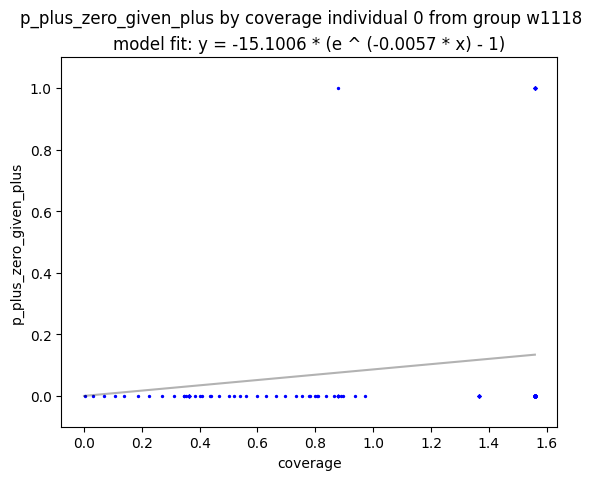 p_plus_zero_given_plus by coverage individual 0 from group w1118
model fit: y = -15.1006 * (e ^ (-0.0057 * x) - 1)
1.0
0.8
0.6
0.4
0.2
0.0
p_plus_zero_given_plus
0.0 0.2 0.4 0.6 0.8 1.0 1.2 1.4 1.6
coverage